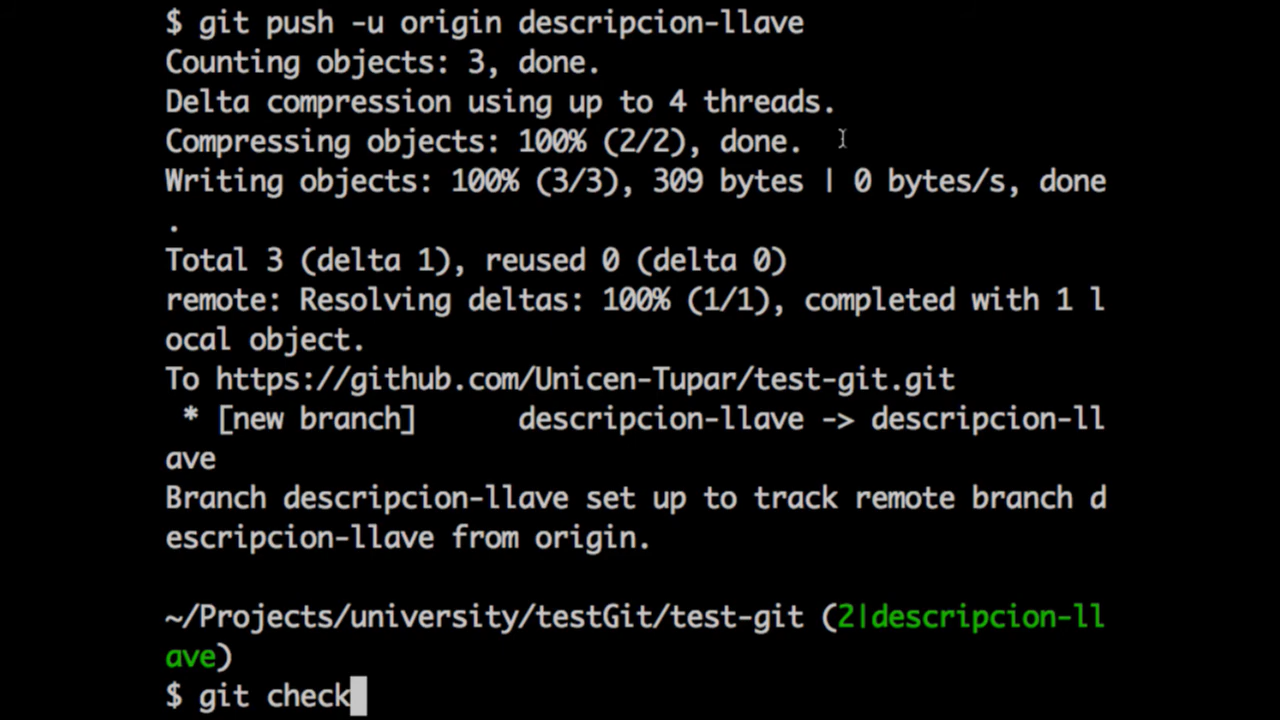 $ git push -u origin descripcion-llave
Counting objects: 3, done.
Delta compression using up to 4 threads.
Compressing objects: 100% (2/2), done.
Writing objects: 100% (3/3), 309 bytes | 0 bytes/s, done
.
Total 3 (delta 1), reused 0 (delta 0)
remote: Resolving deltas: 100% (1/1), completed with 1 l
ocal object.
To https://github.com/Unicen-Tupar/test-git.git
 * [new branch]      descripcion-llave -> descripcion-ll
ave
Branch descripcion-llave set up to track remote branch d
escripcion-llave from origin.

~/Projects/university/testGit/test-git (2|descripcion-ll
ave)
$ git check